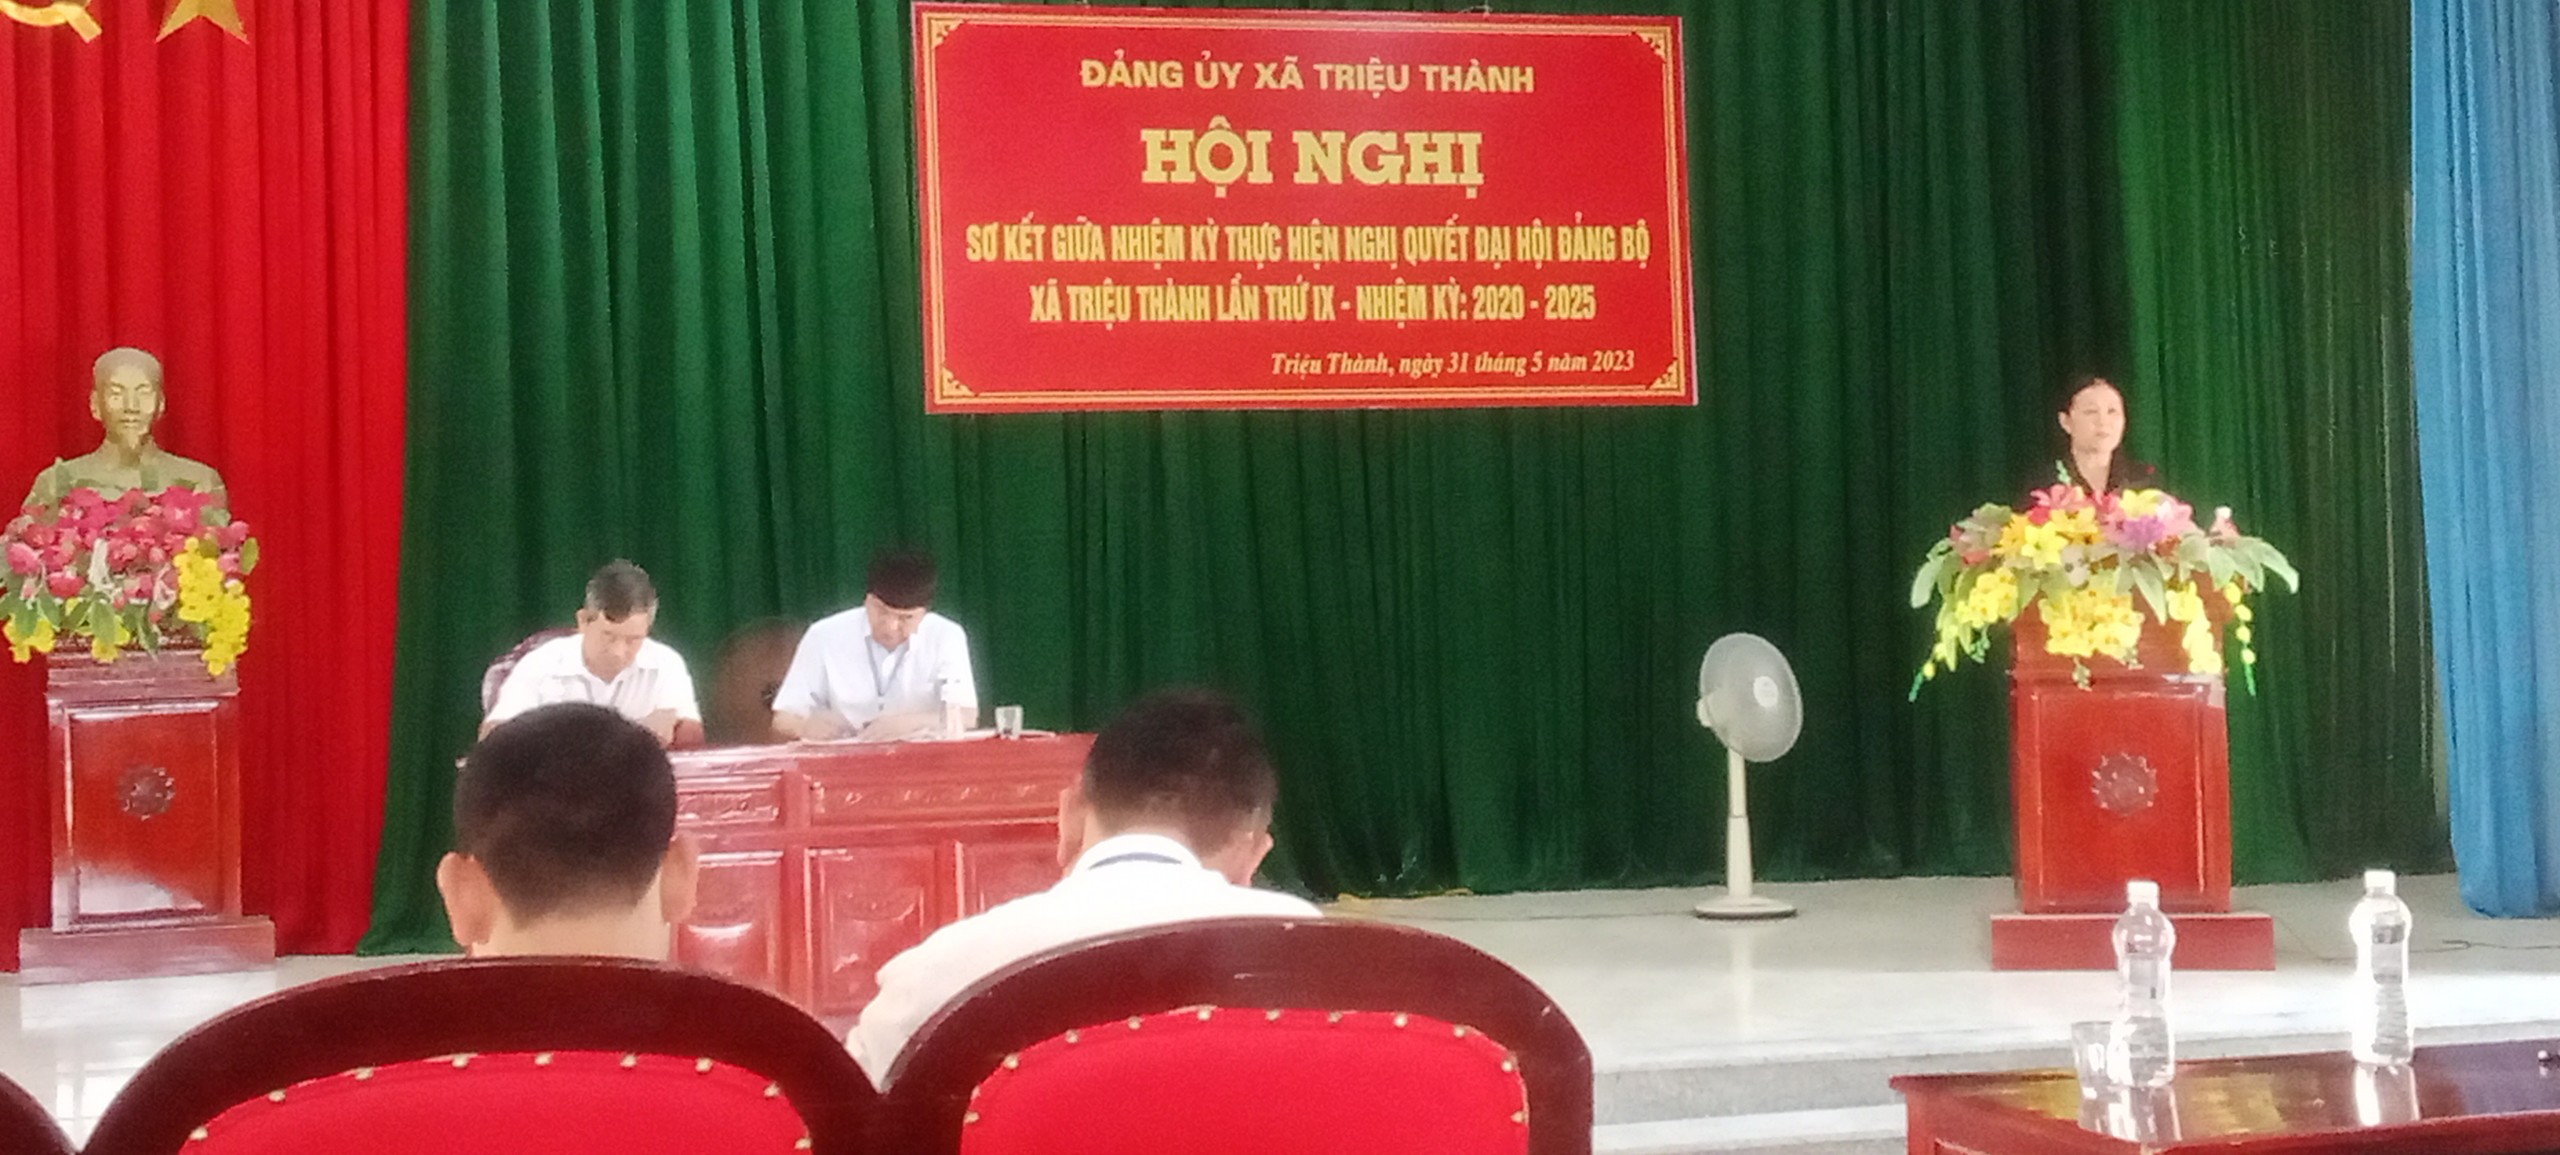 ĐẢNG ỦY XÃ TRIỆU THÀNH
HỘI NGHỊ
SƠ KẾT GIỮA NHIỆM KỲ THỰC HIỆN NGHỊ QUYẾT ĐẠI HỘI ĐẢNG BỘ
XÃ TRIỆU THÀNH LẦN THỨ IX - NHIỆM KỲ: 2020 - 2025
Triệu Thành, ngày 31 tháng 5 năm 2023